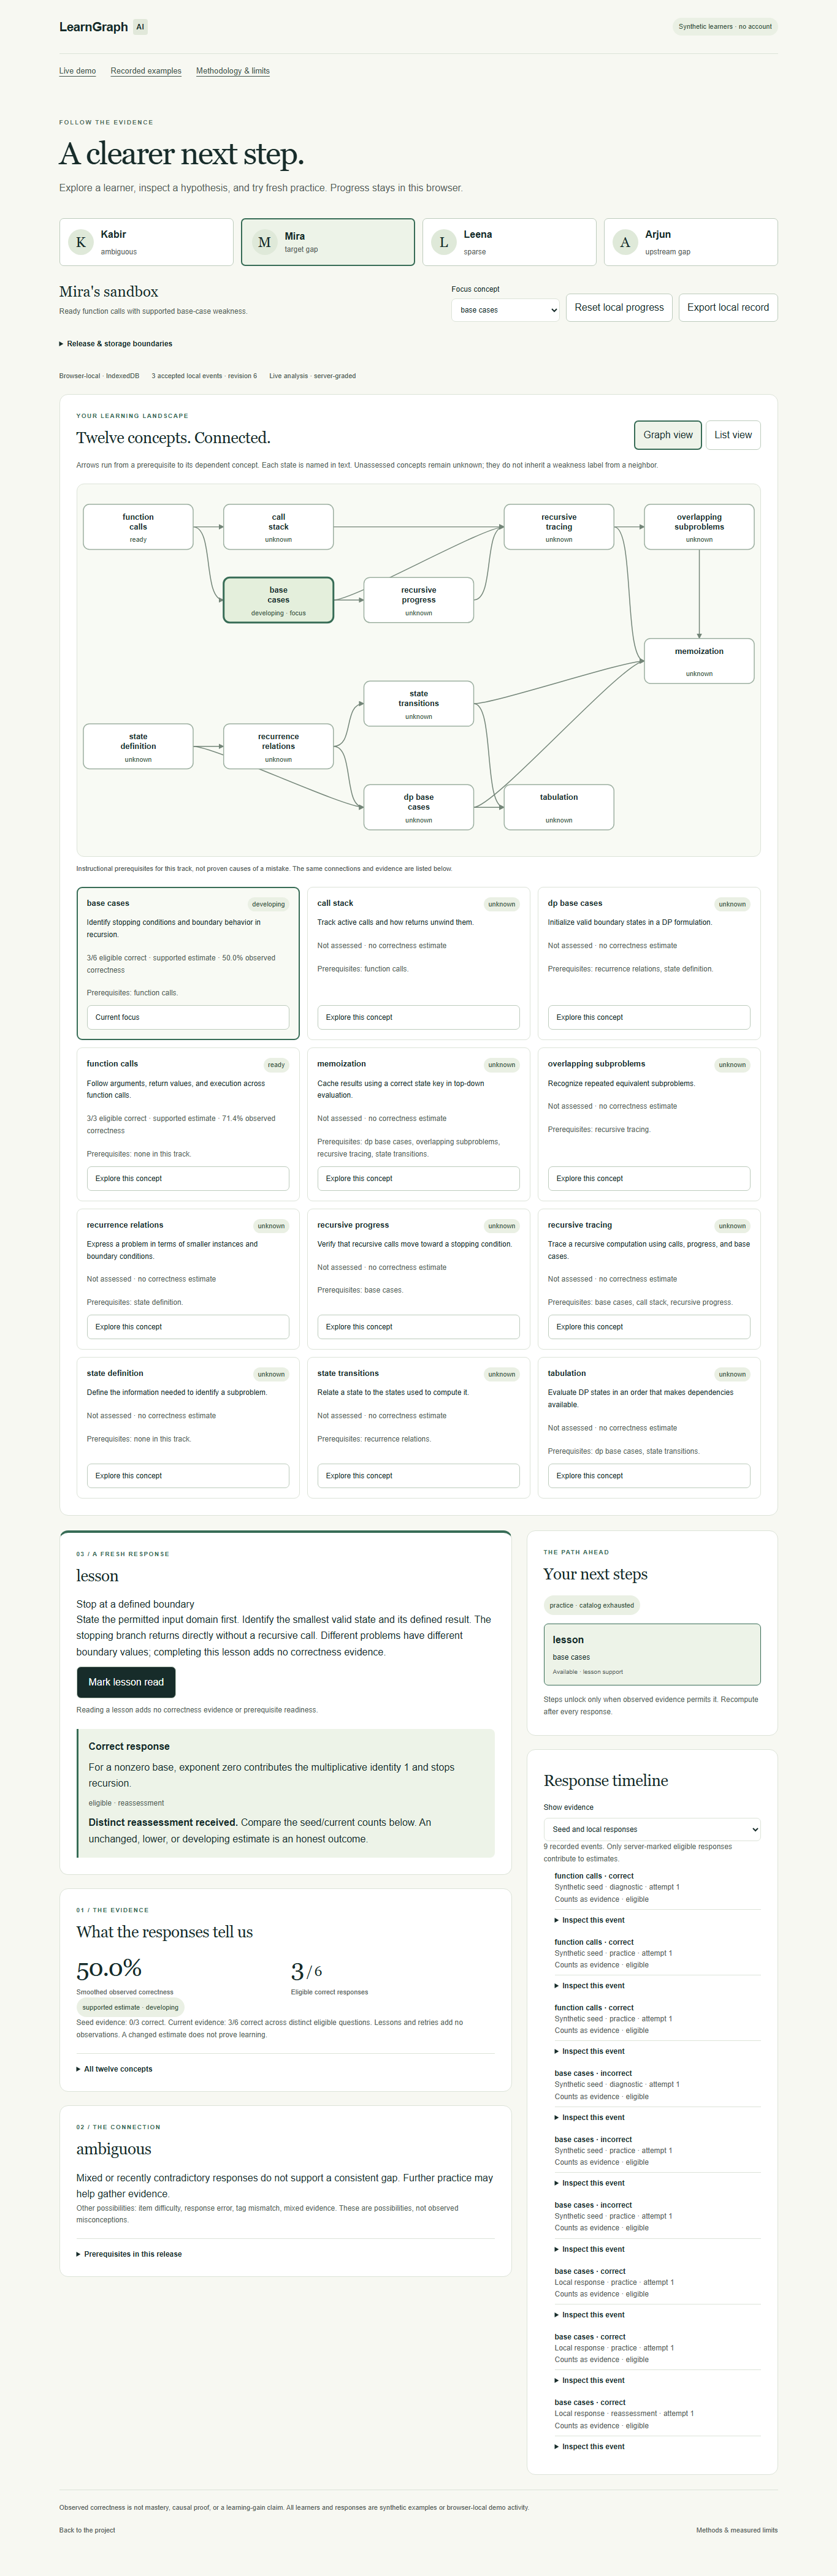 LearnGraph AI
Synthetic learners · no account
Live demo
Recorded examples
Methodology & limits
FOLLOW THE EVIDENCE
A clearer next step.
Explore a learner, inspect a hypothesis, and try fresh practice. Progress stays in this browser.
K
Kabir
ambiguous
M
Mira
target gap
L
Leena
sparse
A
Arjun
upstream gap
Mira's sandbox
Ready function calls with supported base-case weakness.
Focus concept
base cases
Reset local progress
Export local record
Release & storage boundaries
Browser-local · IndexedDB
3 accepted local events · revision 6
Live analysis · server-graded
YOUR LEARNING LANDSCAPE
Twelve concepts. Connected.
Graph view
List view
Arrows run from a prerequisite to its dependent concept. Each state is named in text. Unassessed concepts remain unknown; they do not inherit a weakness label from a neighbor.
function
calls
ready
call
stack
unknown
recursive
tracing
unknown
overlapping
subproblems
unknown
base
cases
developing · focus
recursive
progress
unknown
memoization
unknown
state
transitions
unknown
state
definition
unknown
recurrence
relations
unknown
dp base
cases
unknown
tabulation
unknown
Instructional prerequisites for this track, not proven causes of a mistake. The same connections and evidence are listed below.
base cases
developing
Identify stopping conditions and boundary behavior in
recursion.
3/6 eligible correct · supported estimate · 50.0% observed
correctness
Prerequisites: function calls.
Current focus
call stack
unknown
Track active calls and how returns unwind them.
Not assessed · no correctness estimate
Prerequisites: function calls.
Explore this concept
dp base cases
unknown
Initialize valid boundary states in a DP formulation.
Not assessed · no correctness estimate
Prerequisites: recurrence relations, state definition.
Explore this concept
function calls
ready
Follow arguments, return values, and execution across
function calls.
3/3 eligible correct · supported estimate · 71.4% observed
correctness
Prerequisites: none in this track.
Explore this concept
memoization
unknown
Cache results using a correct state key in top-down
evaluation.
Not assessed · no correctness estimate
Prerequisites: dp base cases, overlapping subproblems,
recursive tracing, state transitions.
Explore this concept
overlapping subproblems
unknown
Recognize repeated equivalent subproblems.
Not assessed · no correctness estimate
Prerequisites: recursive tracing.
Explore this concept
recurrence relations
unknown
Express a problem in terms of smaller instances and
boundary conditions.
Not assessed · no correctness estimate
Prerequisites: state definition.
Explore this concept
recursive progress
unknown
Verify that recursive calls move toward a stopping condition.
Not assessed · no correctness estimate
Prerequisites: base cases.
Explore this concept
recursive tracing
unknown
Trace a recursive computation using calls, progress, and base
cases.
Not assessed · no correctness estimate
Prerequisites: base cases, call stack, recursive progress.
Explore this concept
state definition
unknown
Define the information needed to identify a subproblem.
Not assessed · no correctness estimate
Prerequisites: none in this track.
Explore this concept
state transitions
unknown
Relate a state to the states used to compute it.
Not assessed · no correctness estimate
Prerequisites: recurrence relations.
Explore this concept
tabulation
unknown
Evaluate DP states in an order that makes dependencies
available.
Not assessed · no correctness estimate
Prerequisites: dp base cases, state transitions.
Explore this concept
03 / A FRESH RESPONSE
lesson
Stop at a defined boundary
State the permitted input domain first. Identify the smallest valid state and its defined result. The
stopping branch returns directly without a recursive call. Different problems have different
boundary values; completing this lesson adds no correctness evidence.
Mark lesson read
Reading a lesson adds no correctness evidence or prerequisite readiness.
Correct response
For a nonzero base, exponent zero contributes the multiplicative identity 1 and stops
recursion.
eligible · reassessment
Distinct reassessment received. Compare the seed/current counts below. An
unchanged, lower, or developing estimate is an honest outcome.
01 / THE EVIDENCE
What the responses tell us
50.0%
Smoothed observed correctness
3 / 6
Eligible correct responses
supported estimate · developing
Seed evidence: 0/3 correct. Current evidence: 3/6 correct across distinct eligible questions. Lessons and retries add no
observations. A changed estimate does not prove learning.
All twelve concepts
02 / THE CONNECTION
ambiguous
Mixed or recently contradictory responses do not support a consistent gap. Further practice may
help gather evidence.
Other possibilities: item difficulty, response error, tag mismatch, mixed evidence. These are possibilities, not observed
misconceptions.
Prerequisites in this release
THE PATH AHEAD
Your next steps
practice · catalog exhausted
lesson
base cases
Available · lesson support
Steps unlock only when observed evidence permits it. Recompute
after every response.
Response timeline
Show evidence
Seed and local responses
9 recorded events. Only server-marked eligible responses
contribute to estimates.
function calls · correct
Synthetic seed · diagnostic · attempt 1
Counts as evidence · eligible
Inspect this event
function calls · correct
Synthetic seed · practice · attempt 1
Counts as evidence · eligible
Inspect this event
function calls · correct
Synthetic seed · practice · attempt 1
Counts as evidence · eligible
Inspect this event
base cases · incorrect
Synthetic seed · diagnostic · attempt 1
Counts as evidence · eligible
Inspect this event
base cases · incorrect
Synthetic seed · practice · attempt 1
Counts as evidence · eligible
Inspect this event
base cases · incorrect
Synthetic seed · practice · attempt 1
Counts as evidence · eligible
Inspect this event
base cases · correct
Local response · practice · attempt 1
Counts as evidence · eligible
Inspect this event
base cases · correct
Local response · practice · attempt 1
Counts as evidence · eligible
Inspect this event
base cases · correct
Local response · reassessment · attempt 1
Counts as evidence · eligible
Inspect this event
Observed correctness is not mastery, causal proof, or a learning-gain claim. All learners and responses are synthetic examples or browser-local demo activity.
Back to the project
Methods & measured limits